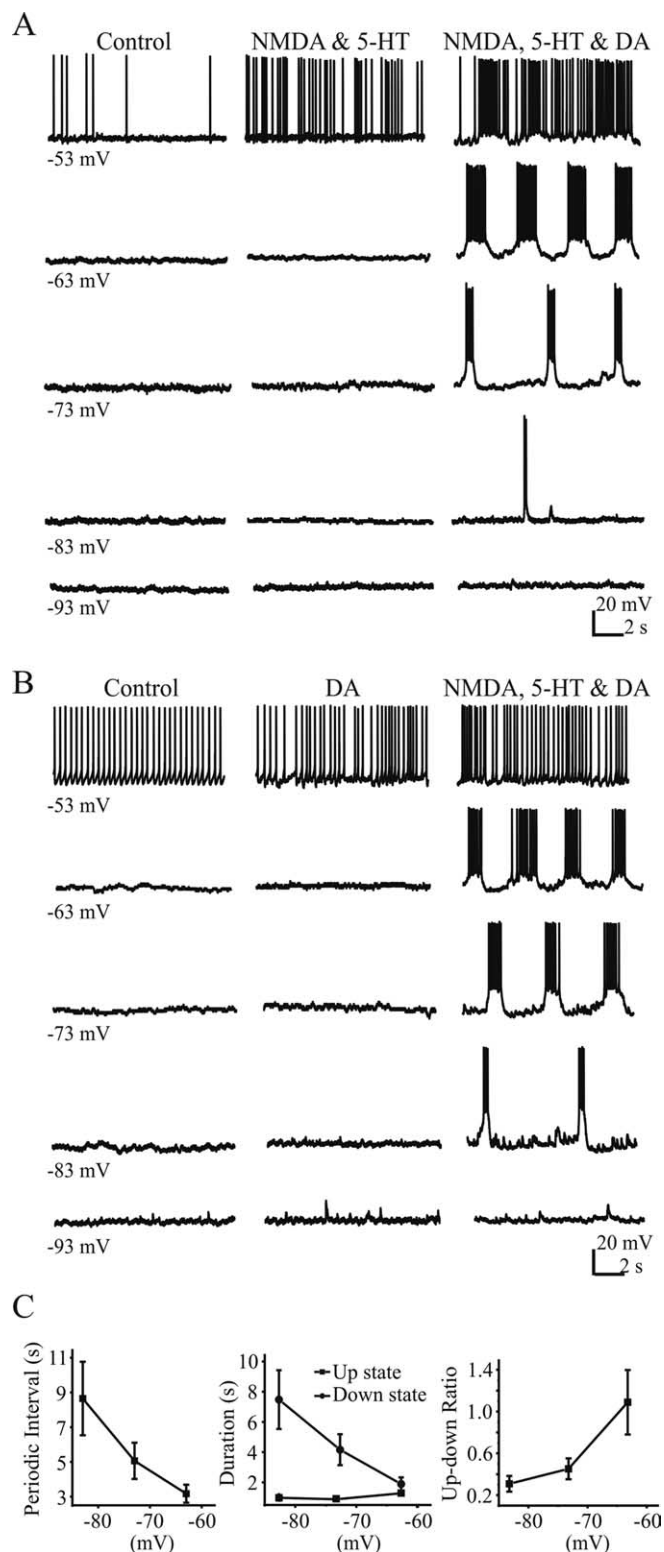 A
Control NMDA & 5-HT NMDA, 5-HT & DA
-53 mV
-63 mV
-73 mV
-83 mV
-93 mV
20 mV
2 s
B
Control DA NMDA, 5-HT & DA
-53 mV
-63 mV
-73 mV
-83 mV
-93 mV
20 mV
2 s
C
Periodic Interval (s)
11
9
7
5
3
-80 -70 -60
(mV)
Duration (s)
10
8
6
4
2
Up state
Down state
-80 -70 -60
(mV)
Up-down Ratio
1.4
1.0
0.6
0.2
-80 -70 -60
(mV)